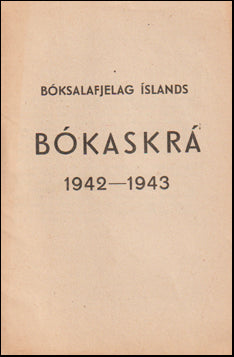 BÓKSALAFJELAG ÍSLANDS
BÓKASKRÁ
1942—1943